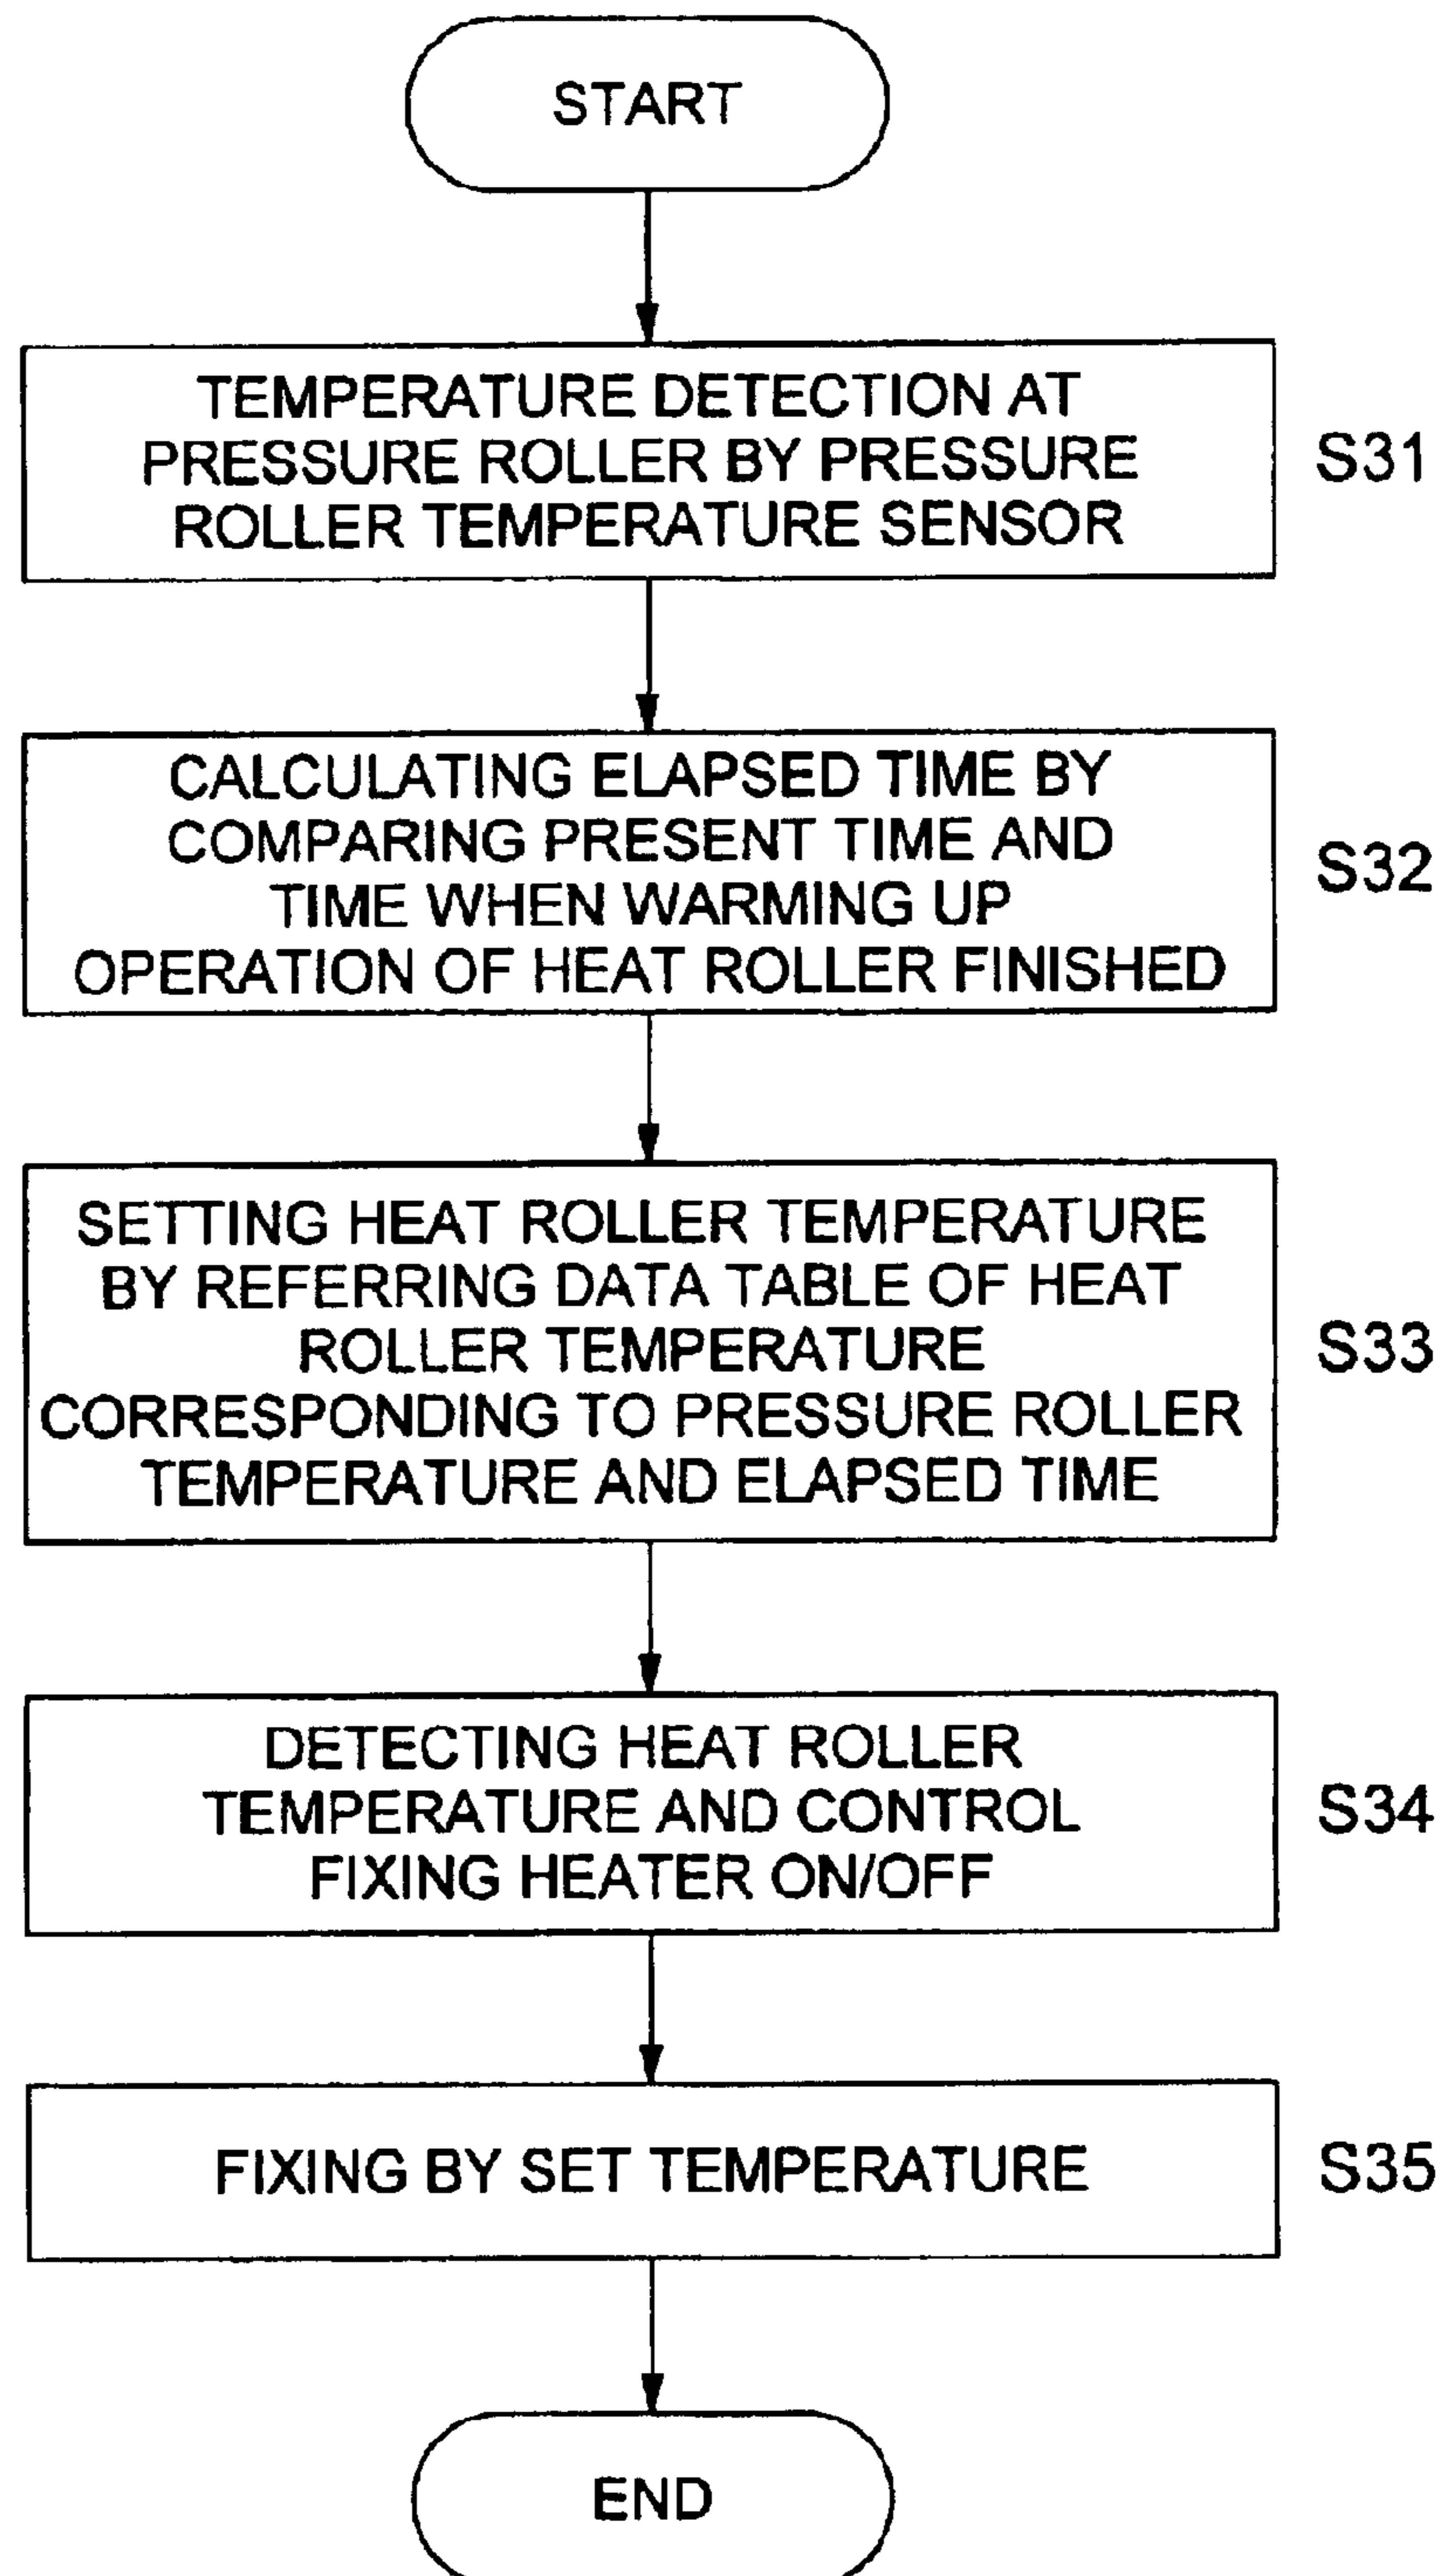 START
TEMPERATURE DETECTION AT
PRESSURE ROLLER BY PRESSURE
ROLLER TEMPERATURE SENSOR
S31
CALCULATING ELAPSED TIME BY
COMPARING PRESENT TIME AND
TIME WHEN WARMING UP
OPERATION OF HEAT ROLLER FINISHED
S32
SETTING HEAT ROLLER TEMPERATURE
BY REFERRING DATA TABLE OF HEAT
ROLLER TEMPERATURE
CORRESPONDING TO PRESSURE ROLLER
TEMPERATURE AND ELAPSED TIME
S33
DETECTING HEAT ROLLER
TEMPERATURE AND CONTROL
FIXING HEATER ON/OFF
S34
FIXING BY SET TEMPERATURE
S35
END